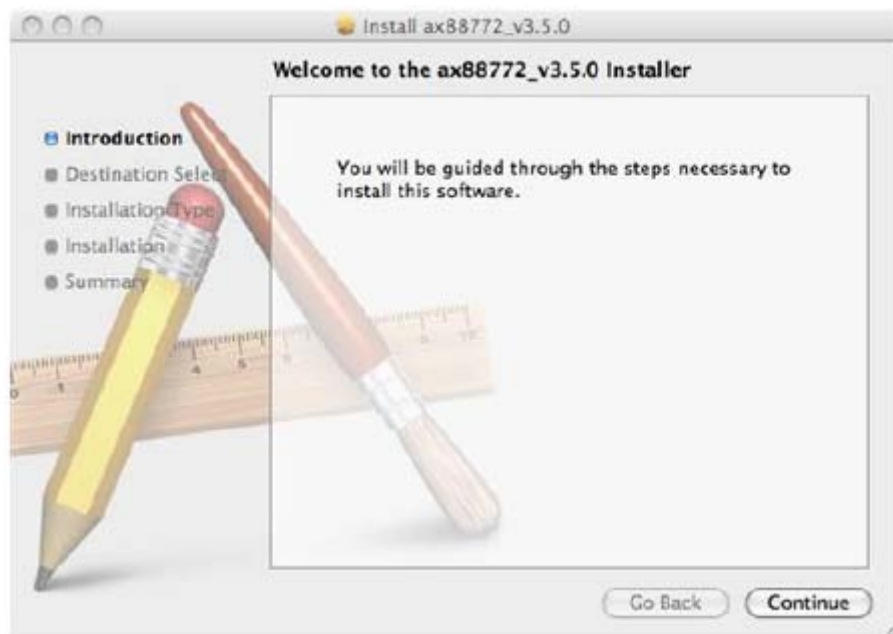 Install ax88772_v3.5.0
Welcome to the ax88772_v3.5.0 Installer
Introduction
Destination Select
Installation Type
Installation
Summary
You will be guided through the steps necessary to
install this software.
Go Back
Continue